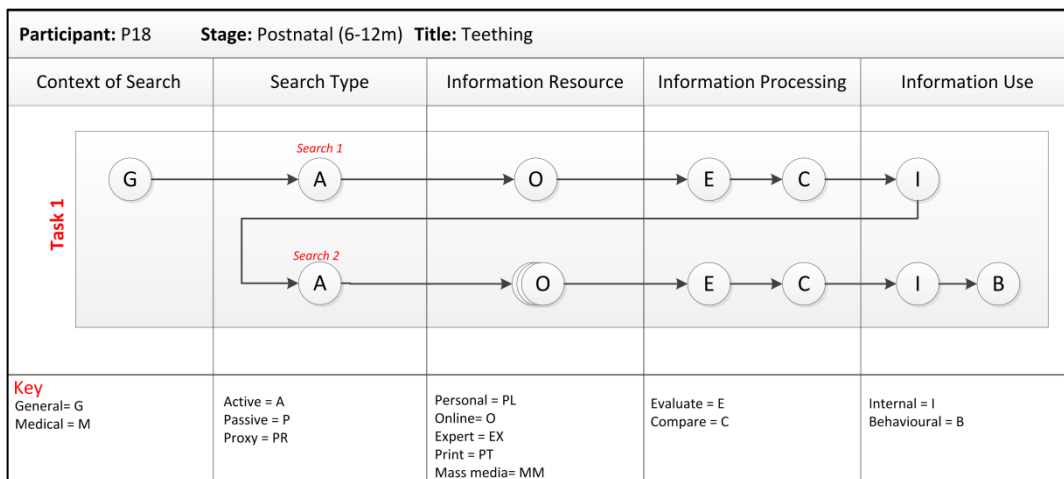 Participant: P18 Stage: Postnatal (6-12m) Title: Teething
Context of Search Search Type Information Resource Information Processing Information Use
Task 1
Search 1
G A O E C I
Search 2
A O E C I B
Key
General= G
Medical = M
Active = A
Passive = P
Proxy = PR
Personal = PL
Online= O
Expert = EX
Print = PT
Mass media= MM
Evaluate = E
Compare = C
Internal = I
Behavioural = B